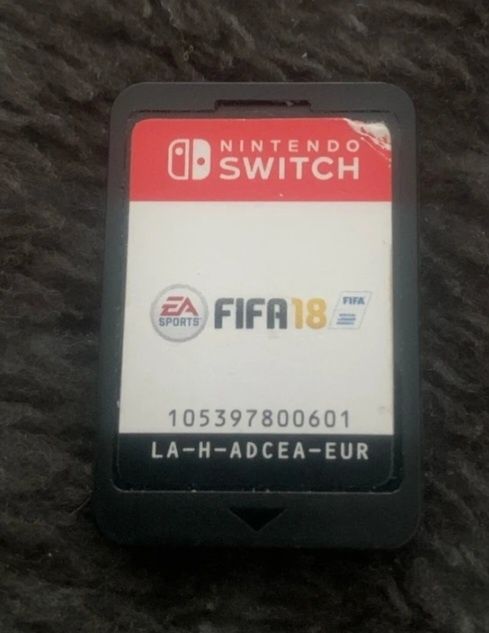 NINTENDO
SWITCH
EA
SPORTS
FIFA18
FIFA
105397800601
LA-H-ADCEA-EUR